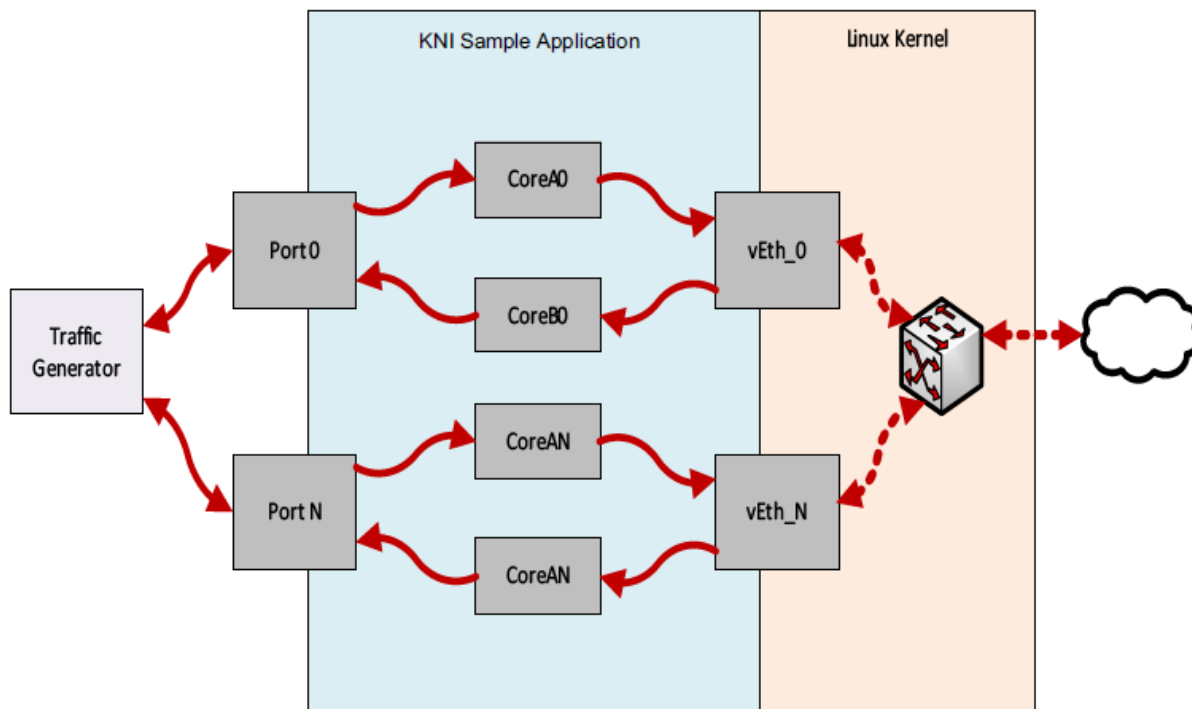 KNI Sample Application
Linux Kernel
CoreA0
Port 0
vEth_0
CoreB0
Traffic
Generator
CoreAN
Port N
vEth_N
CoreAN